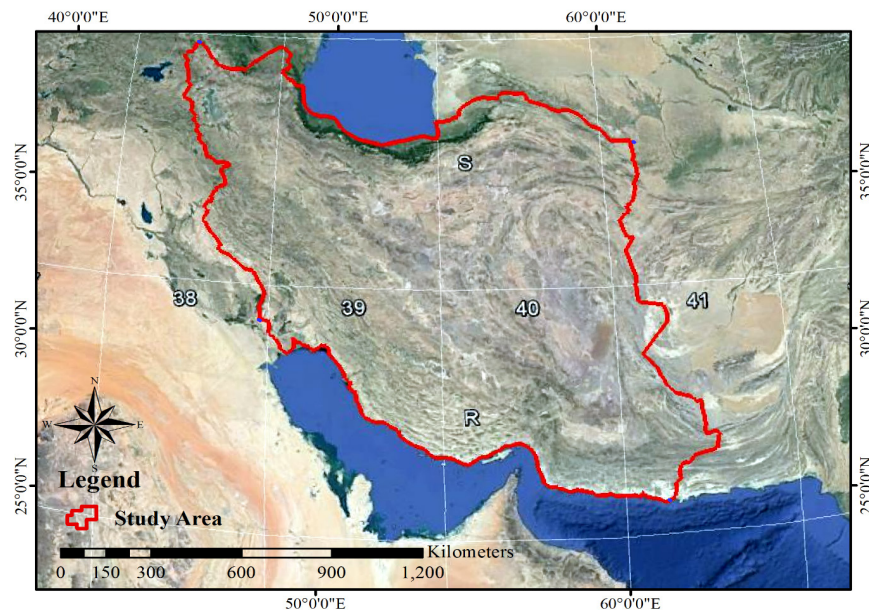 40°0'0"E 50°0'0"E 60°0'0"E
35°0'0"N 35°0'0"N
S
38 39 40 41
30°0'0"N 30°0'0"N
R
N
W E
S
25°0'0"N 25°0'0"N
Legend
Study Area
Kilometers
0 150 300 600 900 1,200
50°0'0"E 60°0'0"E